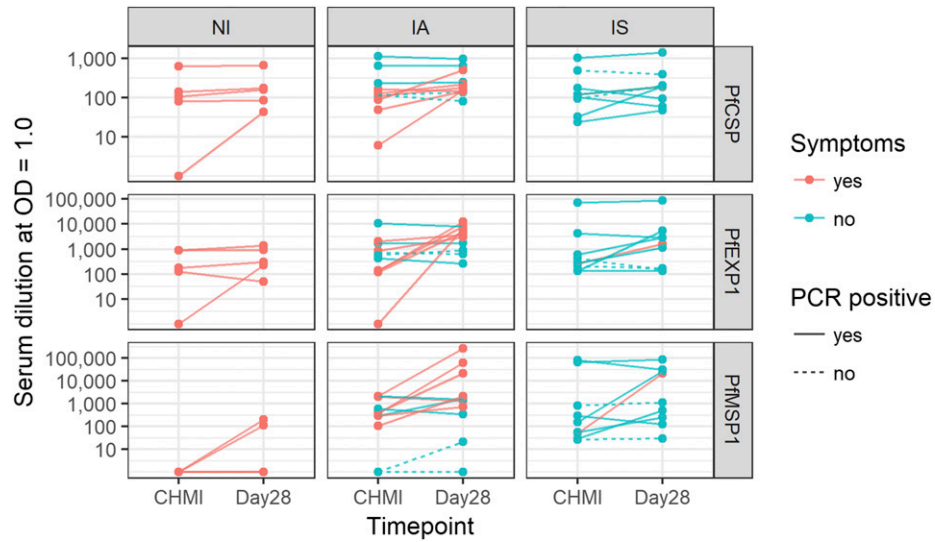 NI IA IS
1,000
100
10
PfCSP
100,000
10,000
1,000
100
10
PfEXP1
100,000
10,000
1,000
100
10
PfMSP1
CHMI Day28 CHMI Day28 CHMI Day28
Timepoint
Serum dilution at OD = 1.0
Symptoms
yes
no
PCR positive
yes
no